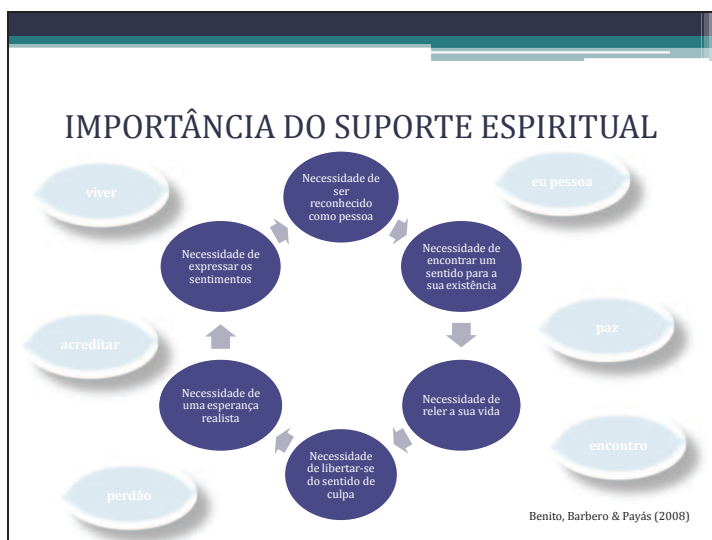 IMPORTÂNCIA DO SUPORTE ESPIRITUAL
viver
Necessidade de
ser
reconhecido
como pessoa
eu pessoa
Necessidade de
expressar os
sentimentos
Necessidade de
encontrar um
sentido para a
sua existência
acreditar
paz
Necessidade de
uma esperança
realista
Necessidade de
reler a sua vida
Necessidade
de libertar-se
do sentido de
culpa
encontro
perdão
Benito, Barbero & Payás (2008)